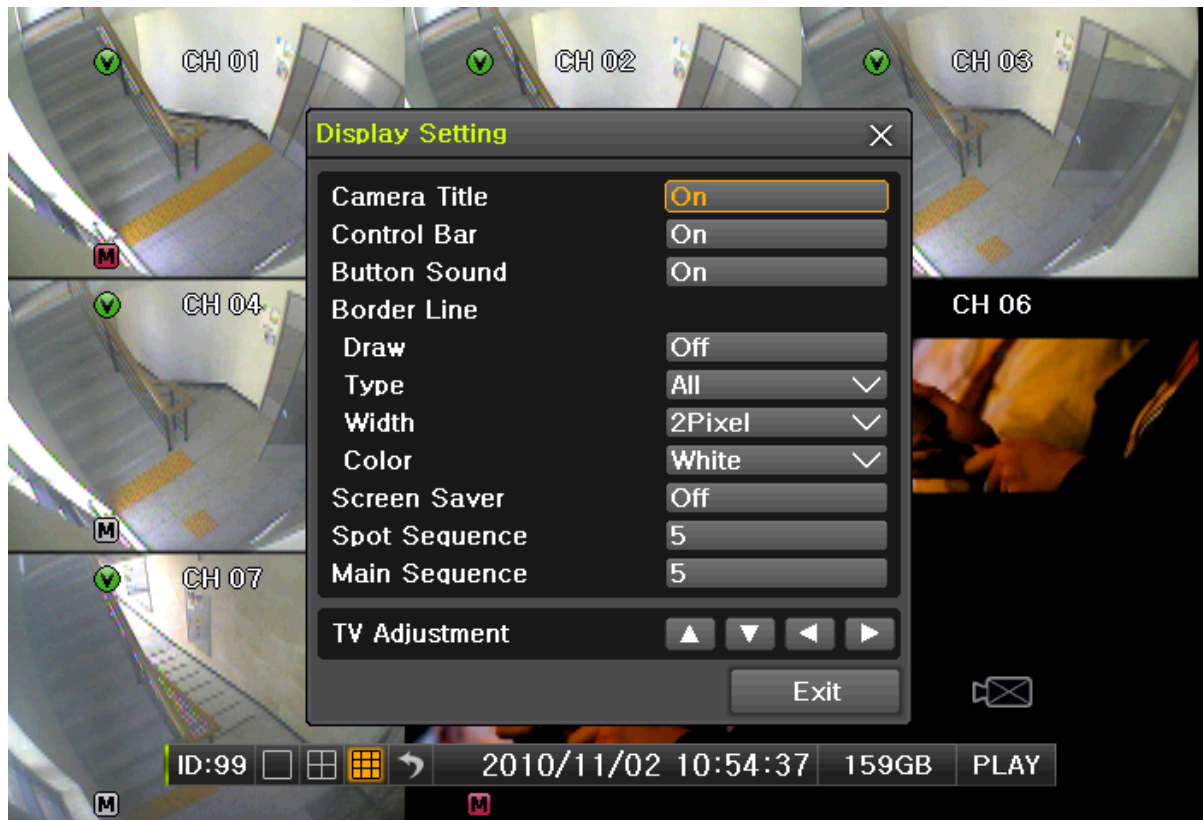 CH 01
CH 02
CH 03
Display Setting
Camera Title On
Control Bar On
Button Sound On
Border Line
CH 04
CH 06
Draw Off
Type All
Width 2Pixel
Color White
Screen Saver Off
M
M
Spot Sequence 5
Main Sequence 5
CH 07
TV Adjustment
Exit
ID:99 2010/11/02 10:54:37 159GB PLAY
M
M